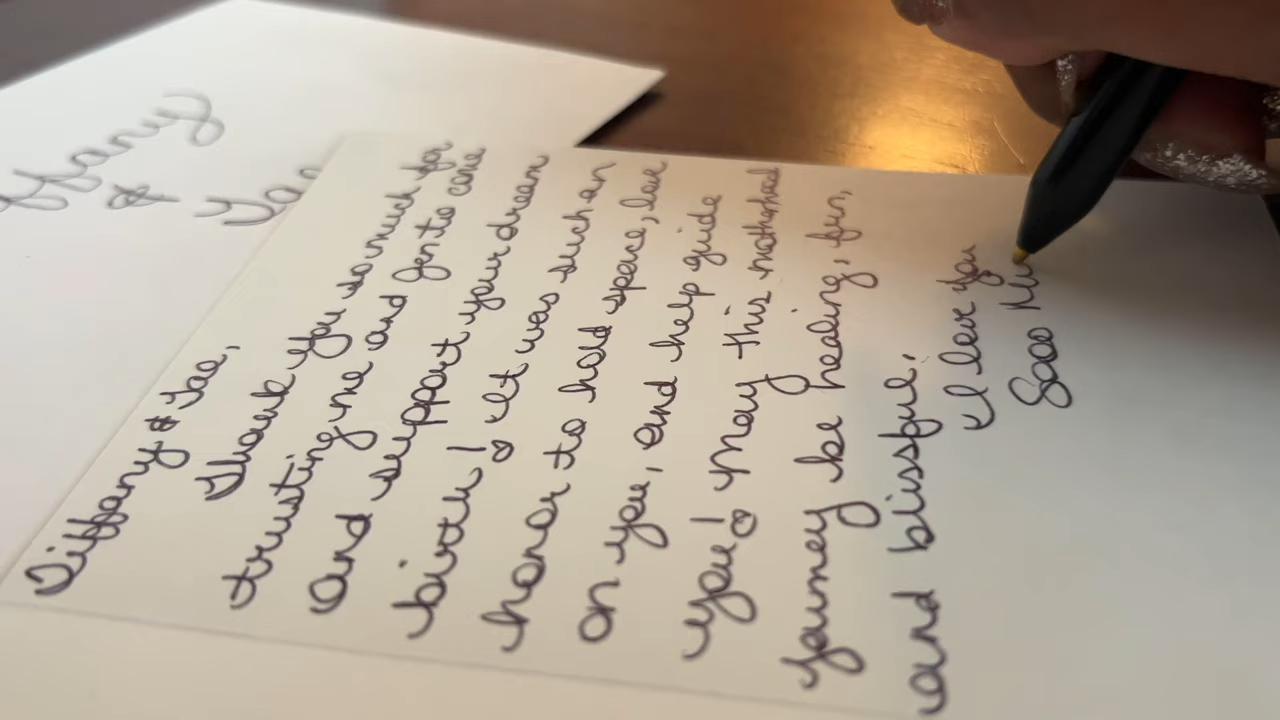 Tiffany
&
Tiffany & Tae,
Thank you so much for
trusting me and Jen to come
and support your dream
birth! It was such an
honor to hold space, love
on you, and help guide
you! May this motherhood
journey be healing, fun,
and blissful.
I love you
Sooo Mu